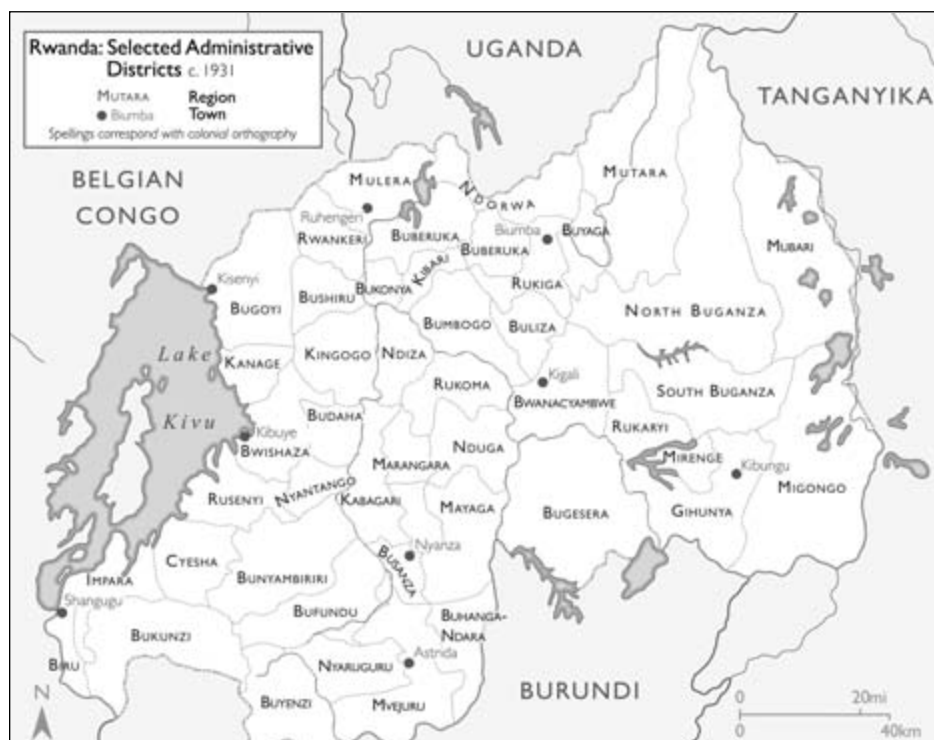 Rwanda: Selected Administrative
Districts c. 1931
MUTARA Region
Biumba Town
Spellings correspond with colonial orthography
UGANDA
TANGANYIKA
BELGIAN
CONGO
MULERA
NDORWA
MUTARA
Ruhengeri
RWANKERI
BUBERUKA
BUBERUKA
Biumba
BUYAGA
MUBARI
KIBARI
Kisenyi
BUGOYI
BUSHIRU
BUKONYA
RUKIGA
NORTH BUGANZA
BUMBOGO
BULIZA
Lake
Kivu
KANAGE
KINGOGO
NDIZA
RUKOMA
Kigali
BWANACYAMBWE
SOUTH BUGANZA
BUDAHA
RUKARYI
Kibuye
BWISHAZA
NDUGA
MARANGARA
MIRENGE
Kibungu
MIGONGO
RUSENYI
NYANTANGO
KABAGARI
MAYAGA
BUGESERA
GIHUNYA
Nyanza
BUSANZA
CYESHA
IMPARA
BUNYAMBIRIRI
Shangugu
BUFUNDU
BUHANGA-
NDARA
BUKUNZI
BIRU
NYARUGURU
Astrida
BUYENZI
MVEJURU
BURUNDI
N
0 20mi
0 40km